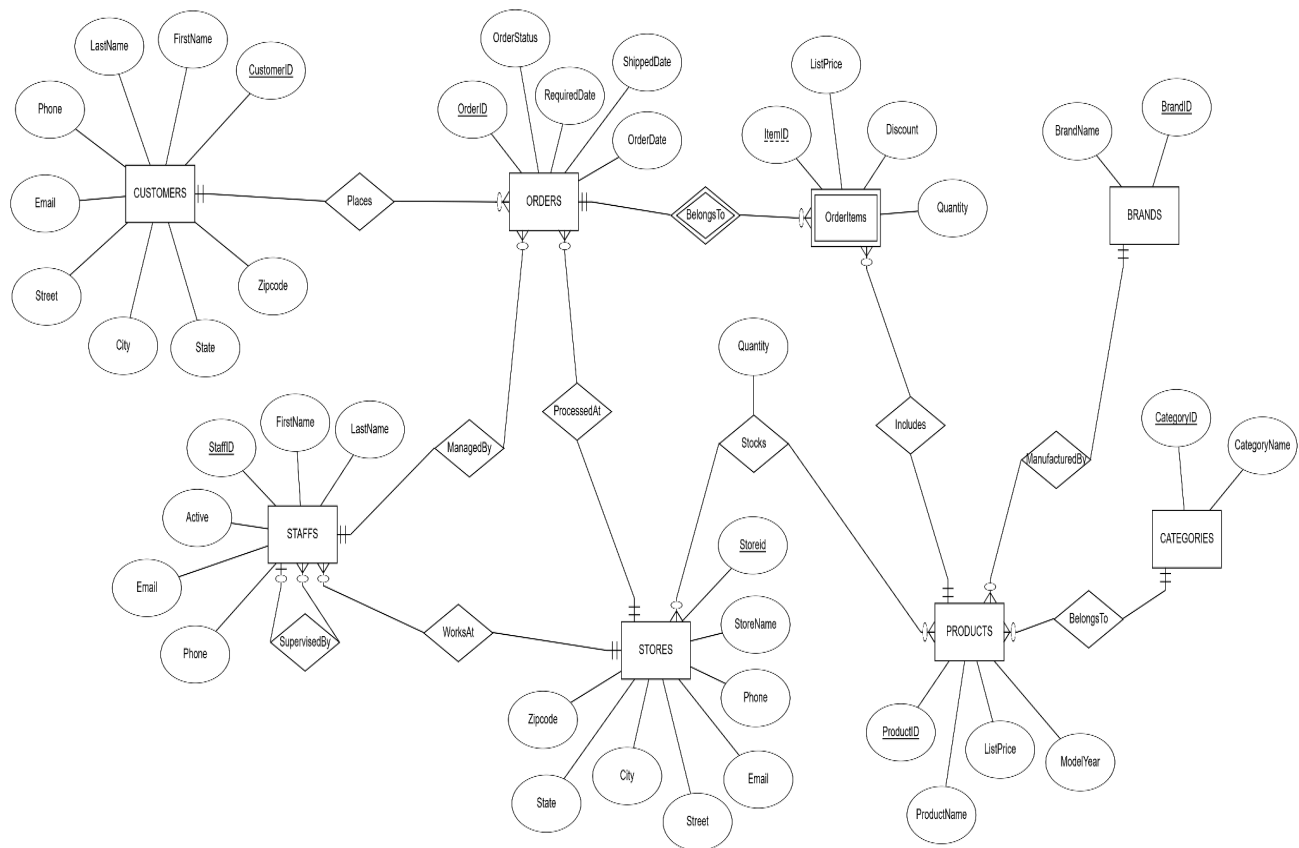 LastName
FirstName
CustomerID
Phone
Email
CUSTOMERS
Street
City
State
Zipcode
Places
OrderStatus
ShippedDate
OrderID
RequiredDate
OrderDate
ORDERS
BelongsTo
ListPrice
ItemID
Discount
Quantity
OrderItems
BrandName
BrandID
BRANDS
ManagedBy
ProcessedAt
Quantity
Stocks
Includes
ManufacturedBy
CategoryID
CategoryName
CATEGORIES
BelongsTo
StaffID
FirstName
LastName
Active
Email
Phone
STAFFS
SupervisedBy
WorksAt
Storeid
StoreName
Phone
Email
Street
City
State
Zipcode
STORES
PRODUCTS
ProductID
ProductName
ListPrice
ModelYear